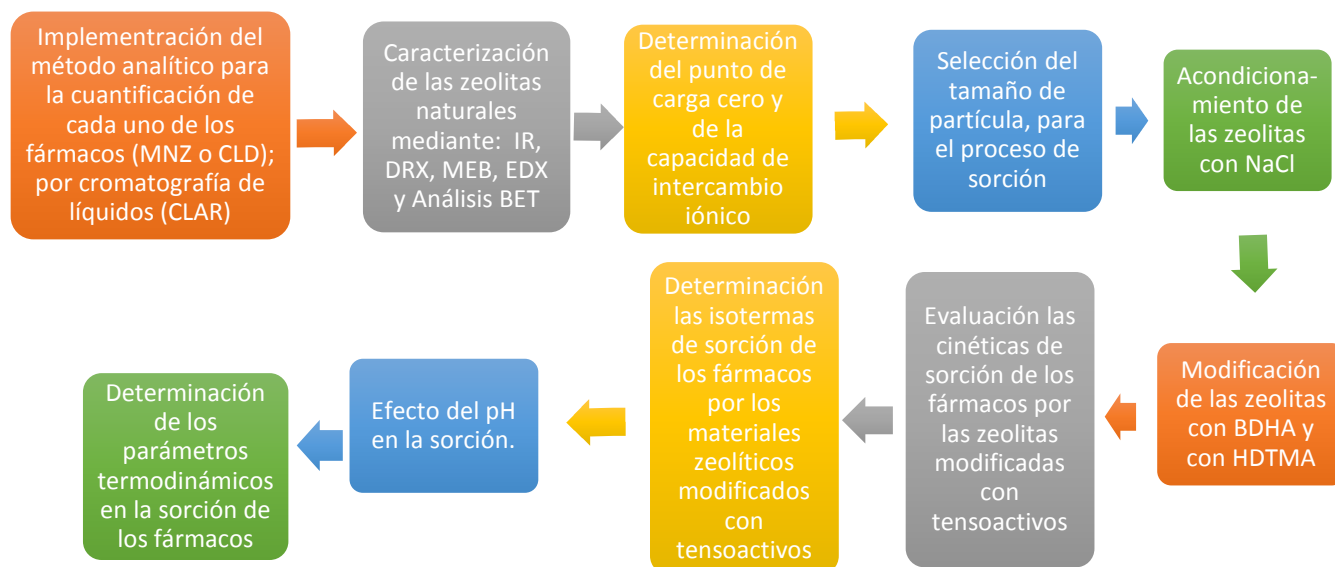 Implementración del
método analítico para
la cuantificación de
cada uno de los
fármacos (MNZ o CLD);
por cromatografía de
líquidos (CLAR)
Caracterización
de las zeolitas
naturales
mediante: IR,
DRX, MEB, EDX
y Análisis BET
Determinación
del punto de
carga cero y
de la
capacidad de
intercambio
iónico
Selección del
tamaño de
partícula, para
el proceso de
sorción
Acondiciona-
miento de
las zeolitas
con NaCl
Modificación
de las zeolitas
con BDHA y
con HDTMA
Evaluación las
cinéticas de
sorción de los
fármacos por
las zeolitas
modificadas
con
tensoactivos
Determinación
las isotermas
de sorción de
los fármacos
por los
materiales
zeolíticos
modificados
con
tensoactivos
Efecto del pH
en la sorción.
Determinación
de los
parámetros
termodinámicos
en la sorción de
los fármacos